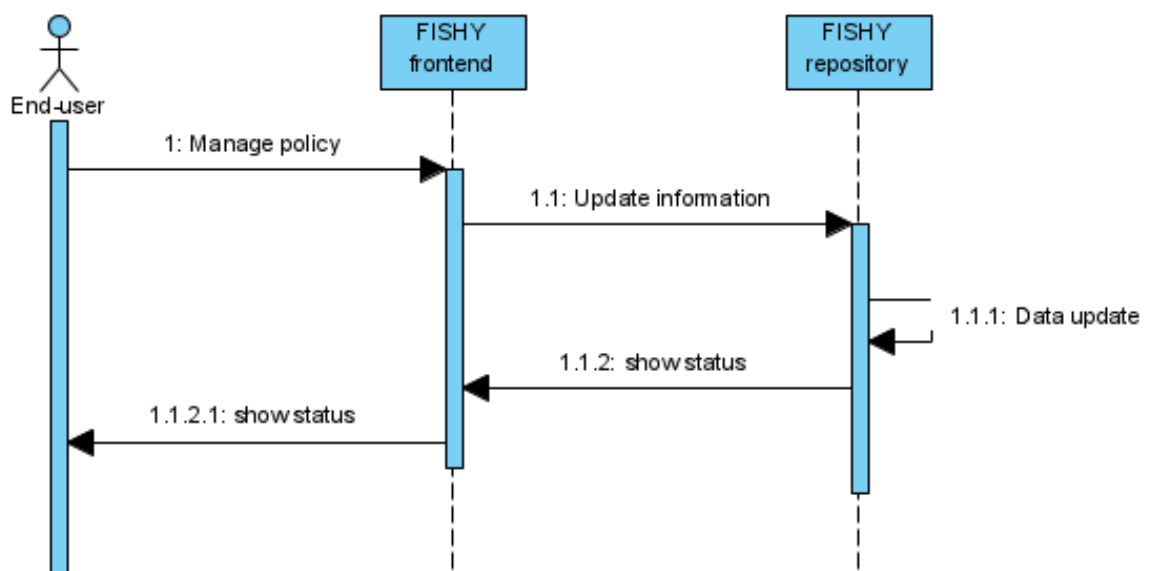 FISHY
frontend
FISHY
repository
End-user
1: Manage policy
1.1: Update information
1.1.1: Data update
1.1.2: show status
1.1.2.1: show status